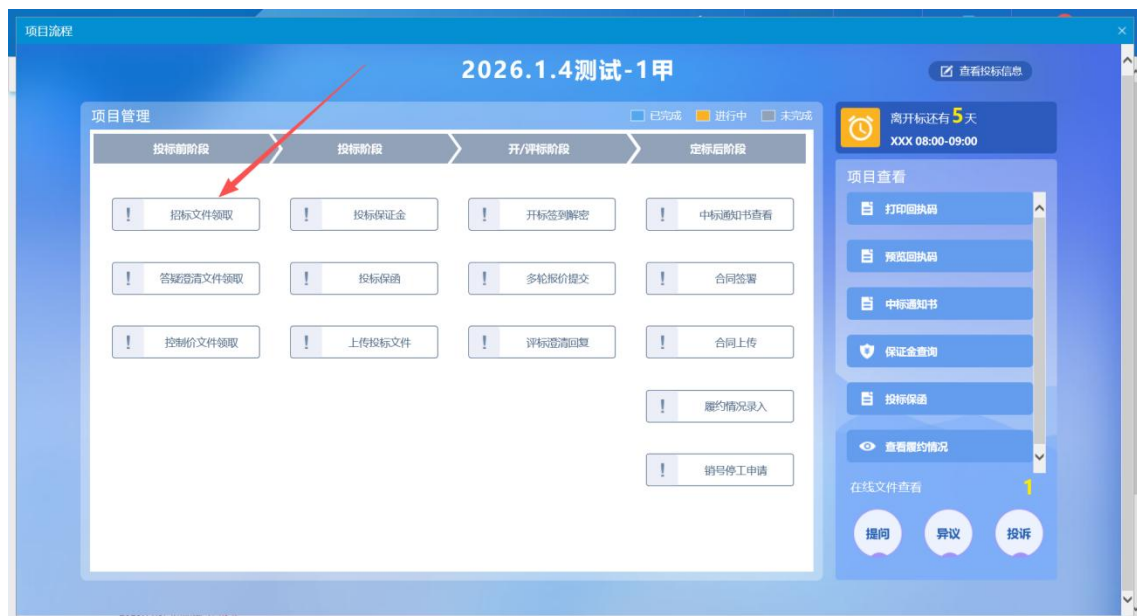 项目流程
2026.1.4测试-1甲
查看投标信息
项目管理
已完成 进行中 未完成
投标前阶段 投标阶段 开/评标阶段 定标后阶段
! 招标文件领取 ! 投标保证金 ! 开标签到解密 ! 中标通知书查看
! 答疑澄清文件领取 ! 投标保函 ! 多轮报价提交 ! 合同签署
! 控制价文件领取 ! 上传投标文件 ! 评标澄清回复 ! 合同上传
! 履约情况录入
! 销号停工申请
离开标还有5天
XXX 08:00-09:00
项目查看
打印回执码
预览回执码
中标通知书
保证金查询
投标保函
查看履约情况
在线文件查看 1
提问 异议 投诉